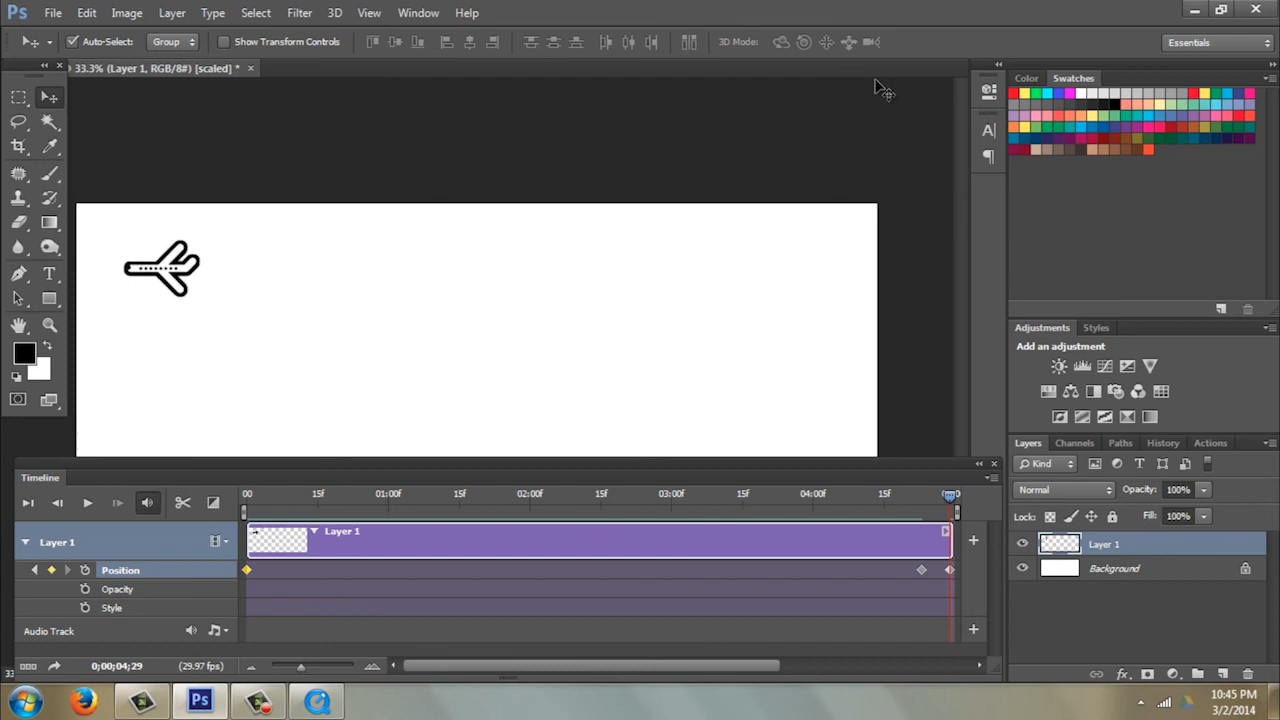 Ps File Edit Image Layer Type Select Filter 3D View Window Help
Auto-Select: Group Show Transform Controls 3D Mode: Essentials
33.3% (Layer 1, RGB/8#) [scaled] * ×
Color Swatches
Adjustments Styles
Add an adjustment
Layers Channels Paths History Actions
Kind
Normal Opacity: 100%
Lock: Fill: 100%
Layer 1
Background
Timeline
00 15f 01:00f 15f 02:00f 15f 03:00f 15f 04:00f 15f
Layer 1 Layer 1
Position
Opacity
Style
Audio Track
0;00;04;29 (29.97 fps)
33
Ps
10:45 PM
3/2/2014